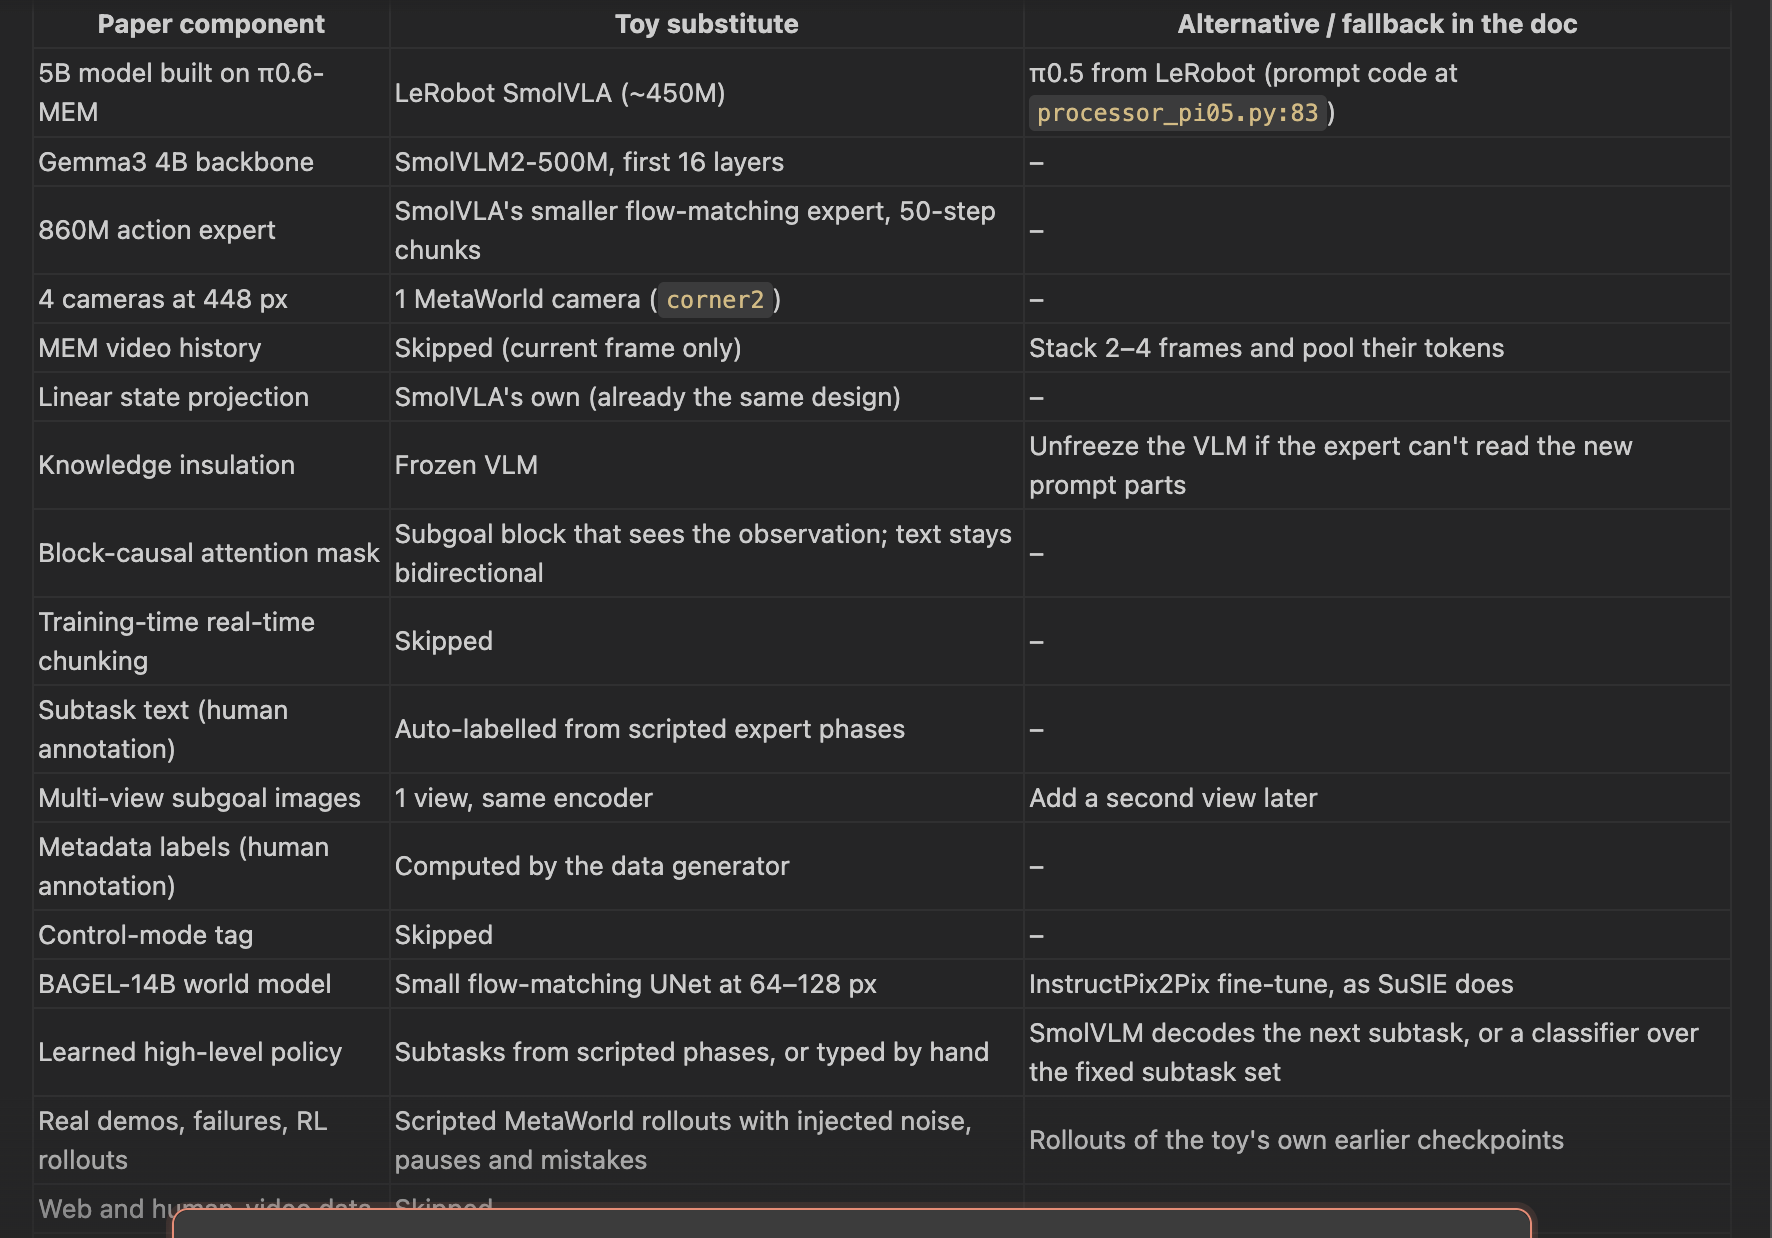 Paper component
Toy substitute
Alternative / fallback in the doc
5B model built on π0.6-
MEM
LeRobot SmolVLA (~450M)
π0.5 from LeRobot (prompt code at
processor_pi05.py:83)
Gemma3 4B backbone
SmolVLM2-500M, first 16 layers
–
860M action expert
SmolVLA's smaller flow-matching expert, 50-step
chunks
–
4 cameras at 448 px
1 MetaWorld camera (corner2)
–
MEM video history
Skipped (current frame only)
Stack 2–4 frames and pool their tokens
Linear state projection
SmolVLA's own (already the same design)
–
Knowledge insulation
Frozen VLM
Unfreeze the VLM if the expert can't read the new
prompt parts
Block-causal attention mask
Subgoal block that sees the observation; text stays
bidirectional
–
Training-time real-time
chunking
Skipped
–
Subtask text (human
annotation)
Auto-labelled from scripted expert phases
–
Multi-view subgoal images
1 view, same encoder
Add a second view later
Metadata labels (human
annotation)
Computed by the data generator
–
Control-mode tag
Skipped
–
BAGEL-14B world model
Small flow-matching UNet at 64–128 px
InstructPix2Pix fine-tune, as SuSIE does
Learned high-level policy
Subtasks from scripted phases, or typed by hand
SmolVLM decodes the next subtask, or a classifier over
the fixed subtask set
Real demos, failures, RL
rollouts
Scripted MetaWorld rollouts with injected noise,
pauses and mistakes
Rollouts of the toy's own earlier checkpoints
Web and human video data
Skipped